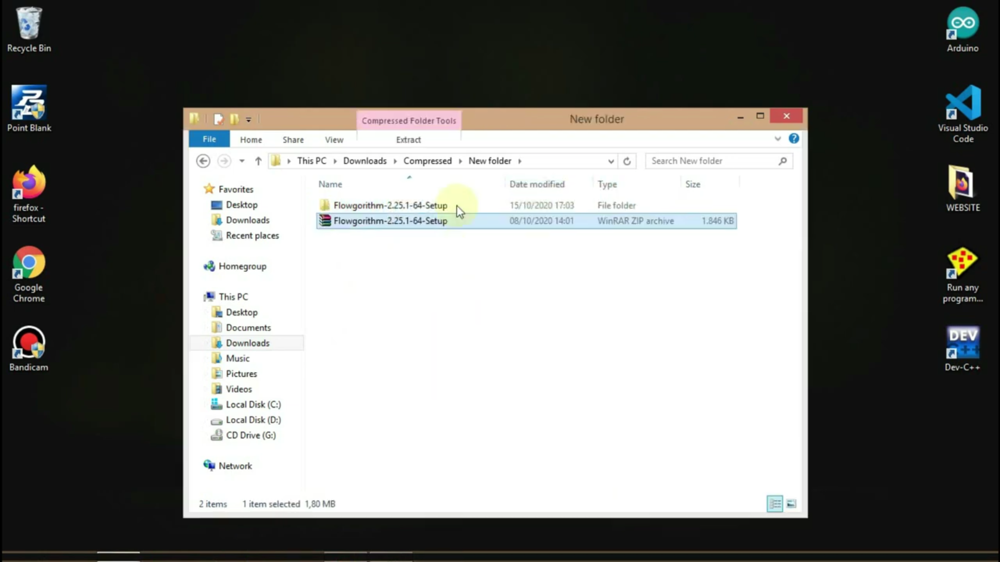 Recycle Bin
Point Blank
firefox -
Shortcut
Google
Chrome
Bandicam
Compressed Folder Tools
New folder
File
Home
Share
View
Extract
This PC
Downloads
Compressed
New folder
Search New folder
Favorites
Desktop
Downloads
Recent places
Homegroup
This PC
Desktop
Documents
Downloads
Music
Pictures
Videos
Local Disk (C:)
Local Disk (D:)
CD Drive (G:)
Network
Name Date modified Type Size
Flowgorithm-2.25.1-64-Setup 15/10/2020 17:03 File folder
Flowgorithm-2.25.1-64-Setup 08/10/2020 14:01 WinRAR ZIP archive 1.846 KB
2 items 1 item selected 1,80 MB
Arduino
Visual Studio
Code
WEBSITE
Run any
program...
DEV
C++
Dev-C++